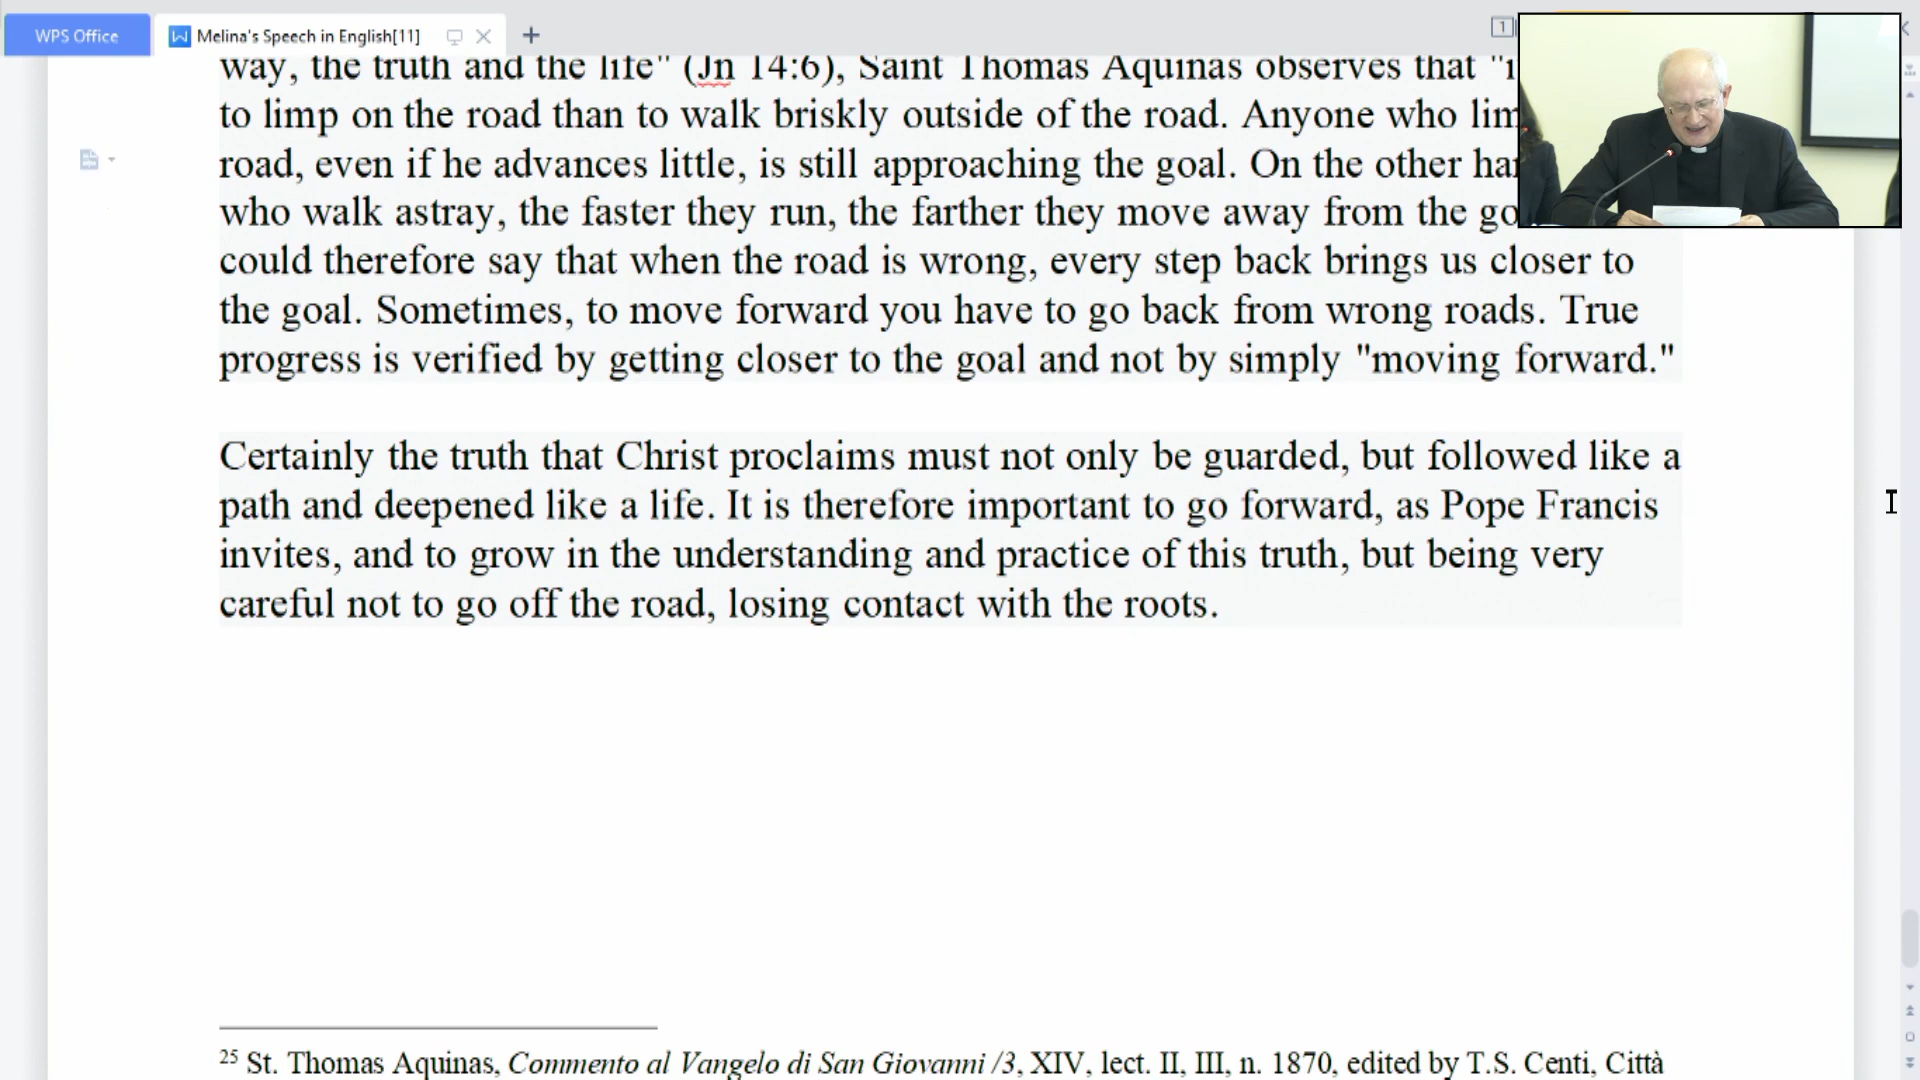 WPS Office
Melina's Speech in English[11]
1
way, the truth and the life" (Jn 14:6), Saint Thomas Aquinas observes that
to limp on the road than to walk briskly outside of the road. Anyone who
road, even if he advances little, is still approaching the goal. On the other
who walk astray, the faster they run, the farther they move away from the
could therefore say that when the road is wrong, every step back brings us closer to
the goal. Sometimes, to move forward you have to go back from wrong roads. True
progress is verified by getting closer to the goal and not by simply "moving forward."
Certainly the truth that Christ proclaims must not only be guarded, but followed like a
path and deepened like a life. It is therefore important to go forward, as Pope Francis
invites, and to grow in the understanding and practice of this truth, but being very
careful not to go off the road, losing contact with the roots.
25 St. Thomas Aquinas, Commento al Vangelo di San Giovanni /3, XIV, lect. II, III, n. 1870, edited by T.S. Centi, Città